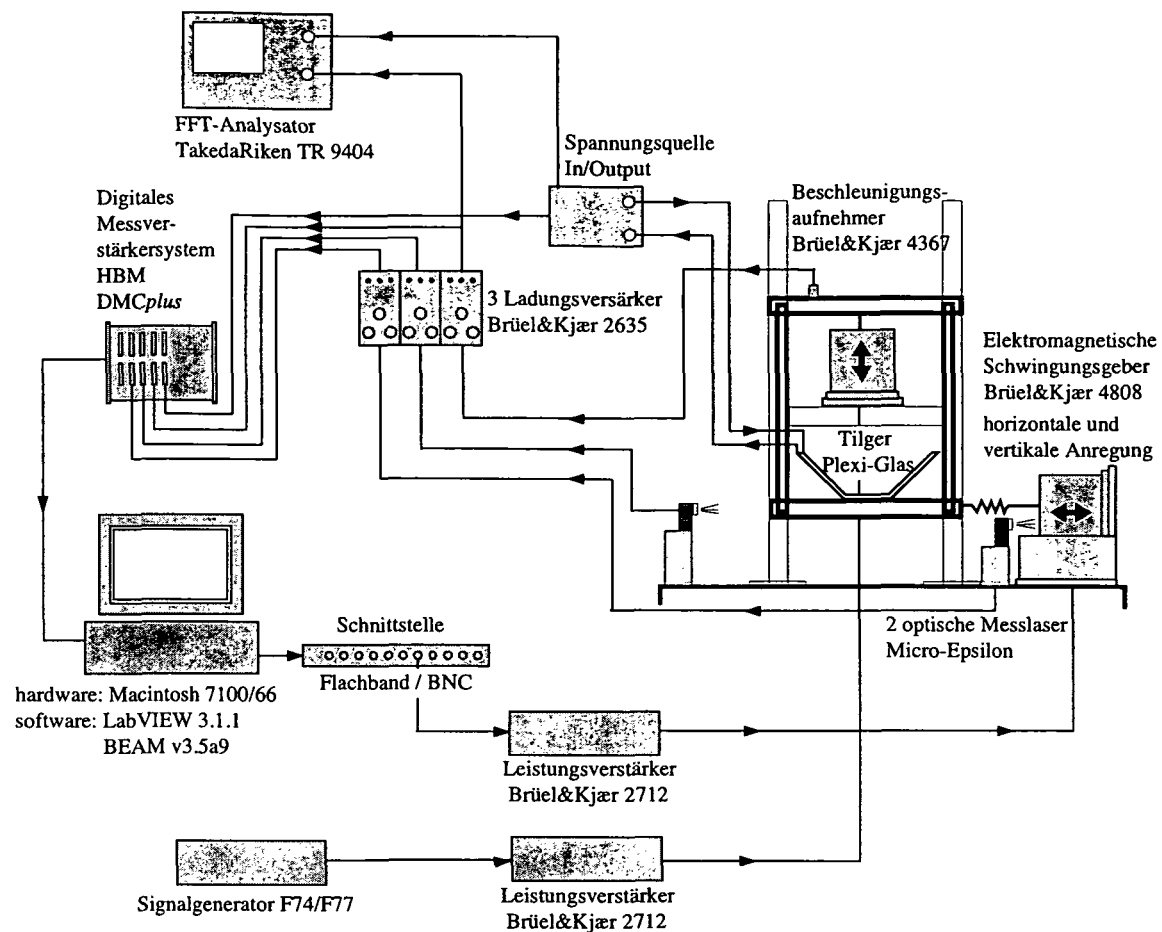 FFT-Analysator
TakedaRiken TR 9404
Spannungsquelle
In/Output
Digitales
Messver-
stärkersystem
HBM
DMCplus
Beschleunigungs-
aufnehmer
Brüel&Kjær 4367
3 Ladungsversärker
Brüel&Kjær 2635
Elektromagnetische
Schwingungsgeber
Brüel&Kjær 4808
horizontale und
vertikale Anregung
Tilger
Plexi-Glas
2 optische Messlaser
Micro-Epsilon
Schnittstelle
Flachband / BNC
hardware: Macintosh 7100/66
software: LabVIEW 3.1.1
BEAM v3.5a9
Leistungsverstärker
Brüel&Kjær 2712
Signalgenerator F74/F77
Leistungsverstärker
Brüel&Kjær 2712